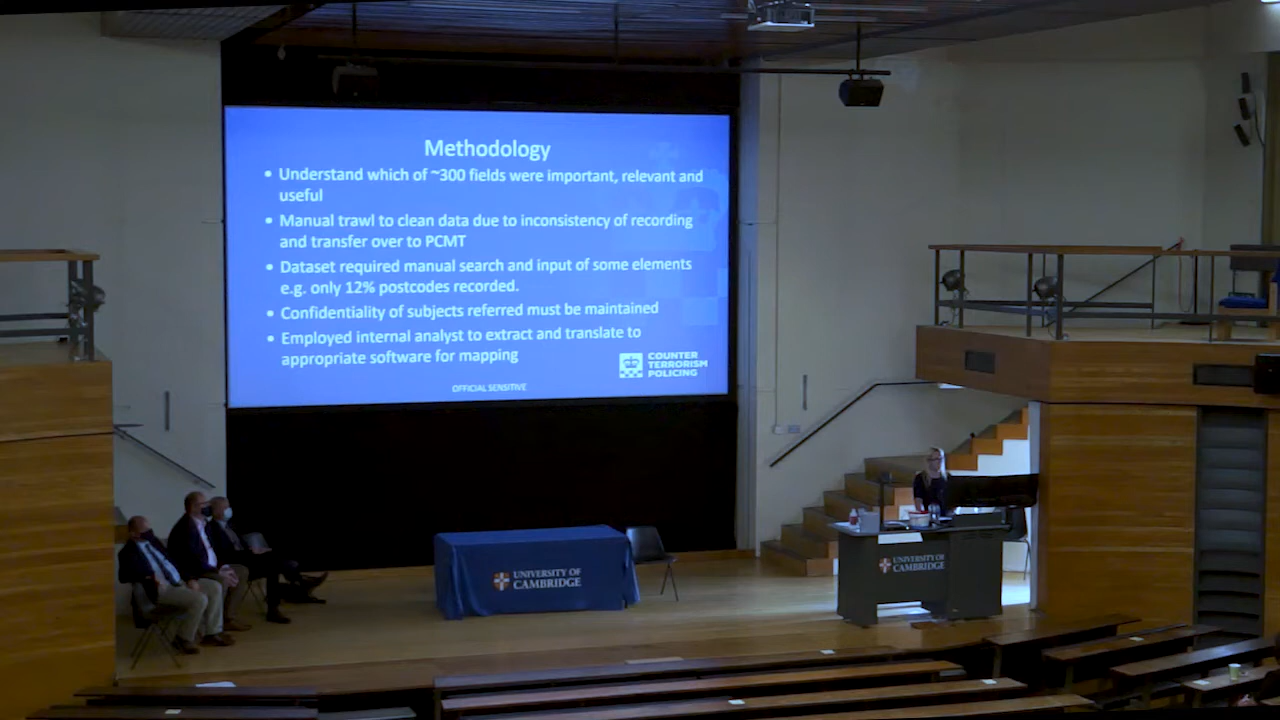 Methodology
• Understand which of ~300 fields were important, relevant and
useful
• Manual trawl to clean data due to inconsistency of recording
and transfer over to PCMT
• Dataset required manual search and input of some elements
e.g. only 12% postcodes recorded.
• Confidentiality of subjects referred must be maintained
• Employed internal analyst to extract and translate to
appropriate software for mapping
COUNTER
TERRORISM
POLICING
OFFICIAL SENSITIVE
UNIVERSITY OF
CAMBRIDGE
UNIVERSITY OF
CAMBRIDGE